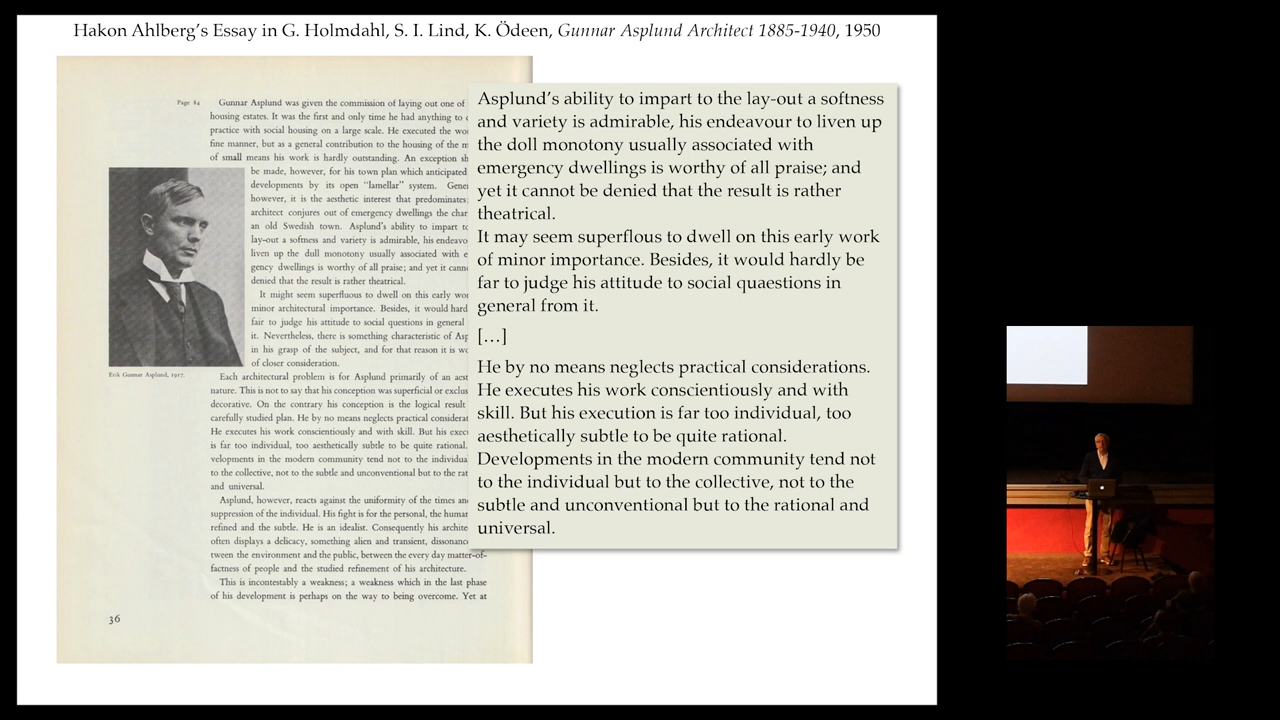 Hakon Ahlberg’s Essay in G. Holmdahl, S. I. Lind, K. Ödeen, Gunnar Asplund Architect 1885-1940, 1950
Page 84
Gunnar Asplund was given the commission of laying out one of
housing estates. It was the first and only time he had anything to
practice with social housing on a large scale. He executed the
fine manner, but as a general contribution to the housing of the
of small means his work is hardly outstanding. An exception
be made, however, for his town plan which anticipated
developments by its open “lamellar” system.
however, it is the aesthetic interest that predominates:
architect conjures out of emergency dwellings the
an old Swedish town. Asplund’s ability to impart
lay-out a softness and variety is admirable, his
liven up the dull monotony usually associated with
gency dwellings is worthy of all praise; and yet it
denied that the result is rather theatrical.
It might seem superfluous to dwell on this early
minor architectural importance. Besides, it would
fair to judge his attitude to social questions in general
it. Nevertheless, there is something characteristic of
in his grasp of the subject, and for that reason it is
of closer consideration.
Erik Gunnar Asplund, 1917.
Each architectural problem is for Asplund primarily of an
nature. This is not to say that his conception was superficial or
decorative. On the contrary his conception is the logical result
carefully studied plan. He by no means neglects practical
He executes his work conscientiously and with skill. But his
is far too individual, too aesthetically subtle to be quite rational.
velopments in the modern community tend not to the
to the collective, not to the subtle and unconventional but to the
and universal.
Asplund, however, reacts against the uniformity of the times
suppression of the individual. His fight is for the personal, the
refined and the subtle. He is an idealist. Consequently his
often displays a delicacy, something alien and transient,
tween the environment and the public, between the every day matter-of-
factness of people and the studied refinement of his architecture.
This is incontestably a weakness; a weakness which in the last phase
of his development is perhaps on the way to being overcome. Yet at
36
Asplund’s ability to impart to the lay-out a softness
and variety is admirable, his endeavour to liven up
the doll monotony usually associated with
emergency dwellings is worthy of all praise; and
yet it cannot be denied that the result is rather
theatrical.
It may seem superflous to dwell on this early work
of minor importance. Besides, it would hardly be
far to judge his attitude to social quaestions in
general from it.
[…]
He by no means neglects practical considerations.
He executes his work conscientiously and with
skill. But his execution is far too individual, too
aesthetically subtle to be quite rational.
Developments in the modern community tend not
to the individual but to the collective, not to the
subtle and unconventional but to the rational and
universal.